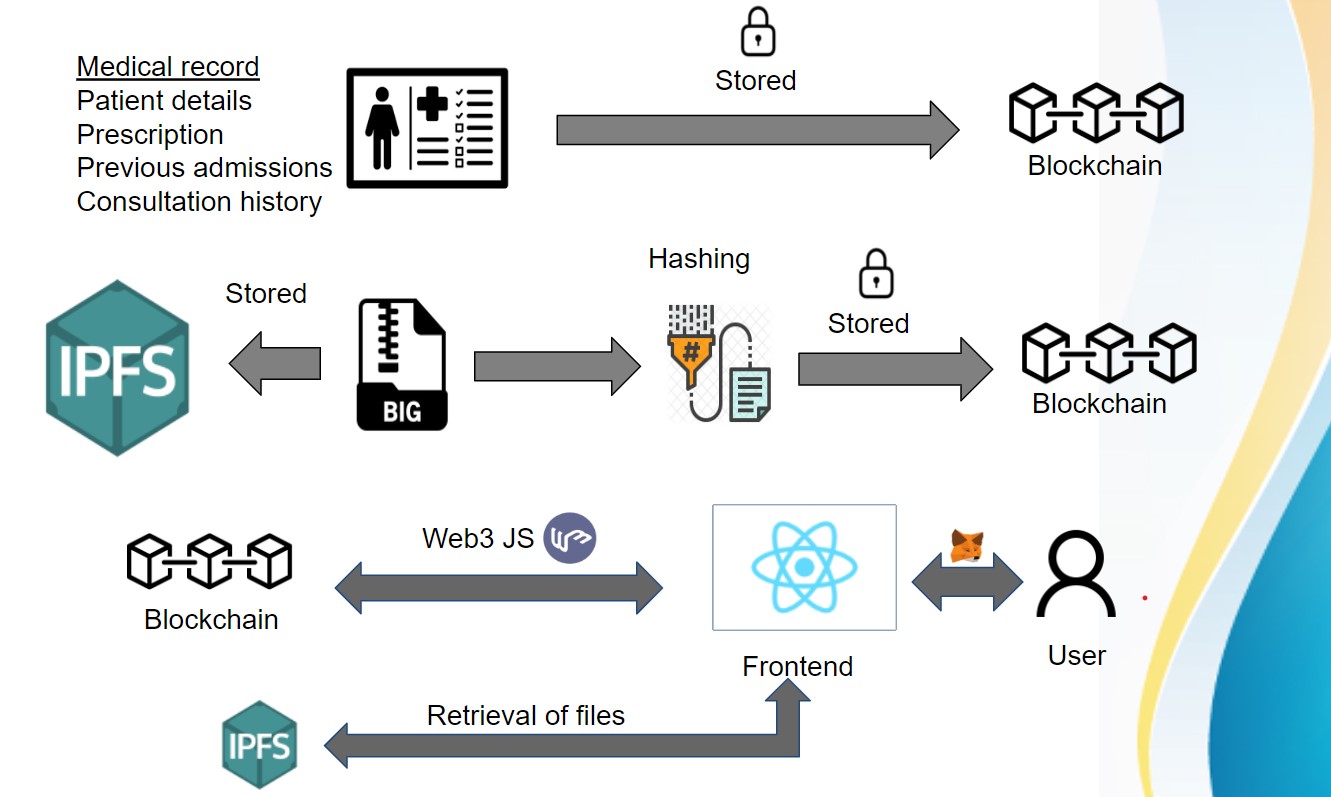 Medical record
Patient details
Prescription
Previous admissions
Consultation history
Stored
Blockchain
IPFS
Stored
BIG
Hashing
#
Stored
Blockchain
Blockchain
Web3 JS
Frontend
User
IPFS
Retrieval of files